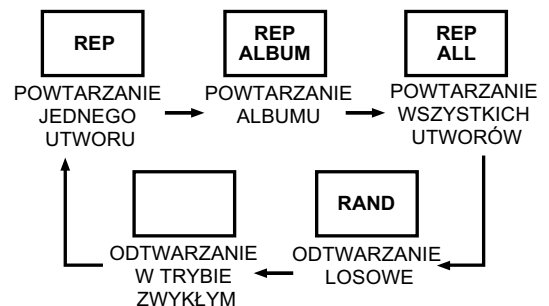 REP
POWTARZANIE
JEDNEGO
UTWORU
REP
ALBUM
POWTARZANIE
ALBUMU
REP
ALL
POWTARZANIE
WSZYSTKICH
UTWORÓW
RAND
ODTWARZANIE
LOSOWE
ODTWARZANIE
W TRYBIE
ZWYKŁYM